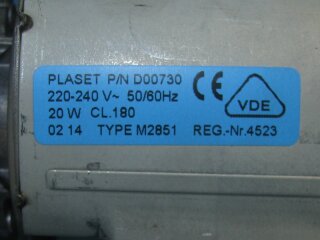 PLASET P/N D00730
220-240 V~ 50/60Hz
20 W CL.180
02 14 TYPE M2851 REG.-Nr.4523
CE
VDE